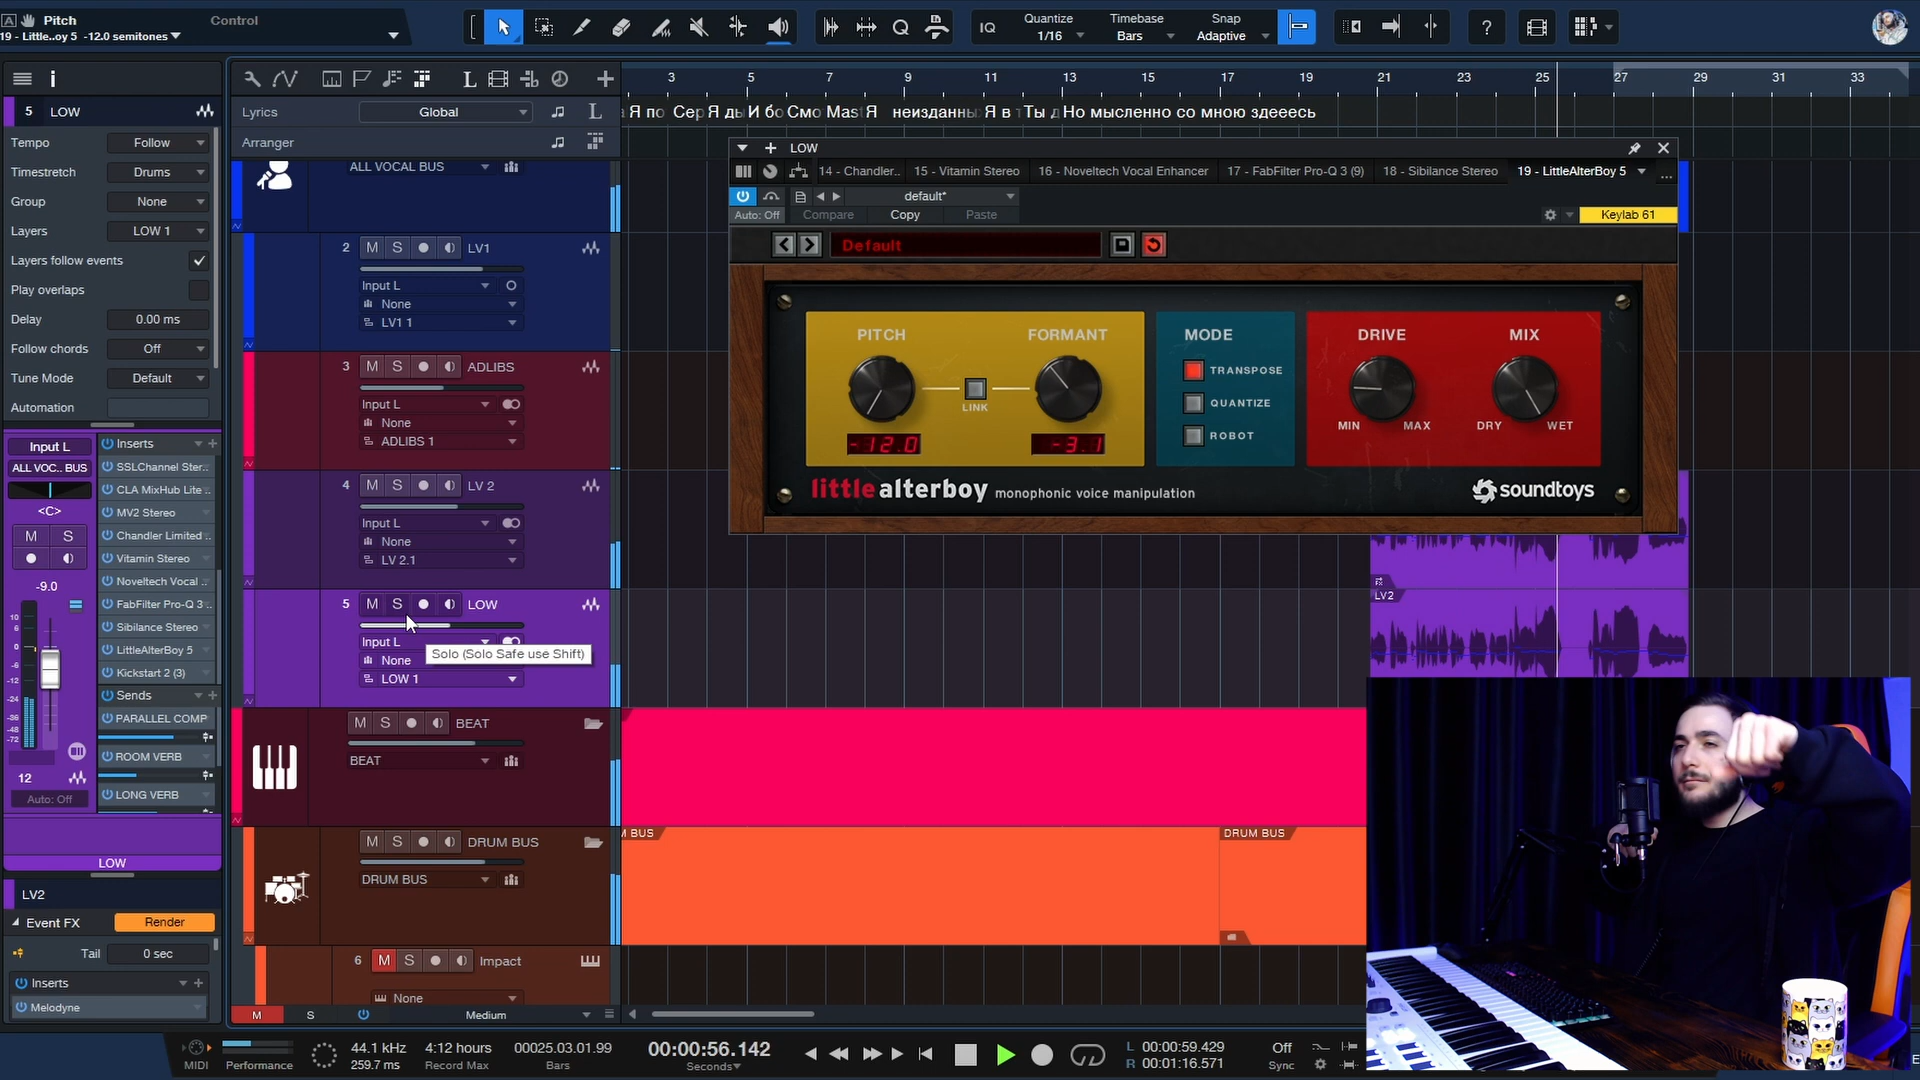 Pitch
Control
19 - Little..oy 5 -12.0 semitones
IQ
Quantize
1/16
Timebase
Bars
Snap
Adaptive
?
5 LOW
Tempo Follow
Timestretch Drums
Group None
Layers LOW 1
Layers follow events
Play overlaps
Delay 0.00 ms
Follow chords Off
Tune Mode Default
Automation
Input L
ALL VOC.. BUS
<C>
M S
-9.0
10
6
0
-6
-12
-24
-36
-48
-72
12
Auto: Off
LOW
Inserts
SSLChannel Ster..
CLA MixHub Lite ..
MV2 Stereo
Chandler Limited ..
Vitamin Stereo
Noveltech Vocal ..
FabFilter Pro-Q 3 ..
Sibilance Stereo
LittleAlterBoy 5
Kickstart 2 (3)
Sends
PARALLEL COMP
ROOM VERB
LONG VERB
LV2
Event FX Render
Tail 0 sec
Inserts
Melodyne
Lyrics Global L
Arranger
3 5 7 9 11 13 15 17 19 21 23 25 27 29 31 33
Я по Сер Я ды И бо Смо Mas Я неизданны Я в Ты Но мысленно со мною здееесь
ALL VOCAL BUS
2 M S LV1
Input L
None
LV1 1
3 M S ADLIBS
Input L
None
ADLIBS 1
4 M S LV 2
Input L
None
LV 2.1
5 M S LOW
Input L
None
LOW 1
Solo (Solo Safe use Shift)
M S BEAT
BEAT
M S DRUM BUS
DRUM BUS
6 M S Impact
None
M S Medium
LOW
14 - Chandler.. 15 - Vitamin Stereo 16 - Noveltech Vocal Enhancer 17 - FabFilter Pro-Q 3 (9) 18 - Sibilance Stereo 19 - LittleAlterBoy 5 ...
default*
Auto: Off Compare Copy Paste Keylab 61
Default
PITCH FORMANT
LINK
-12.0 -3.1
MODE
TRANSPOSE
QUANTIZE
ROBOT
DRIVE MIX
MIN MAX DRY WET
littlealterboy monophonic voice manipulation
soundtoys
LV2
M BUS
DRUM BUS
MIDI
Performance
44.1 kHz
259.7 ms
4:12 hours
Record Max
00025.03.01.99
Bars
00:00:56.142
Seconds
L 00:00:59.429
R 00:01:16.571
Off
Sync